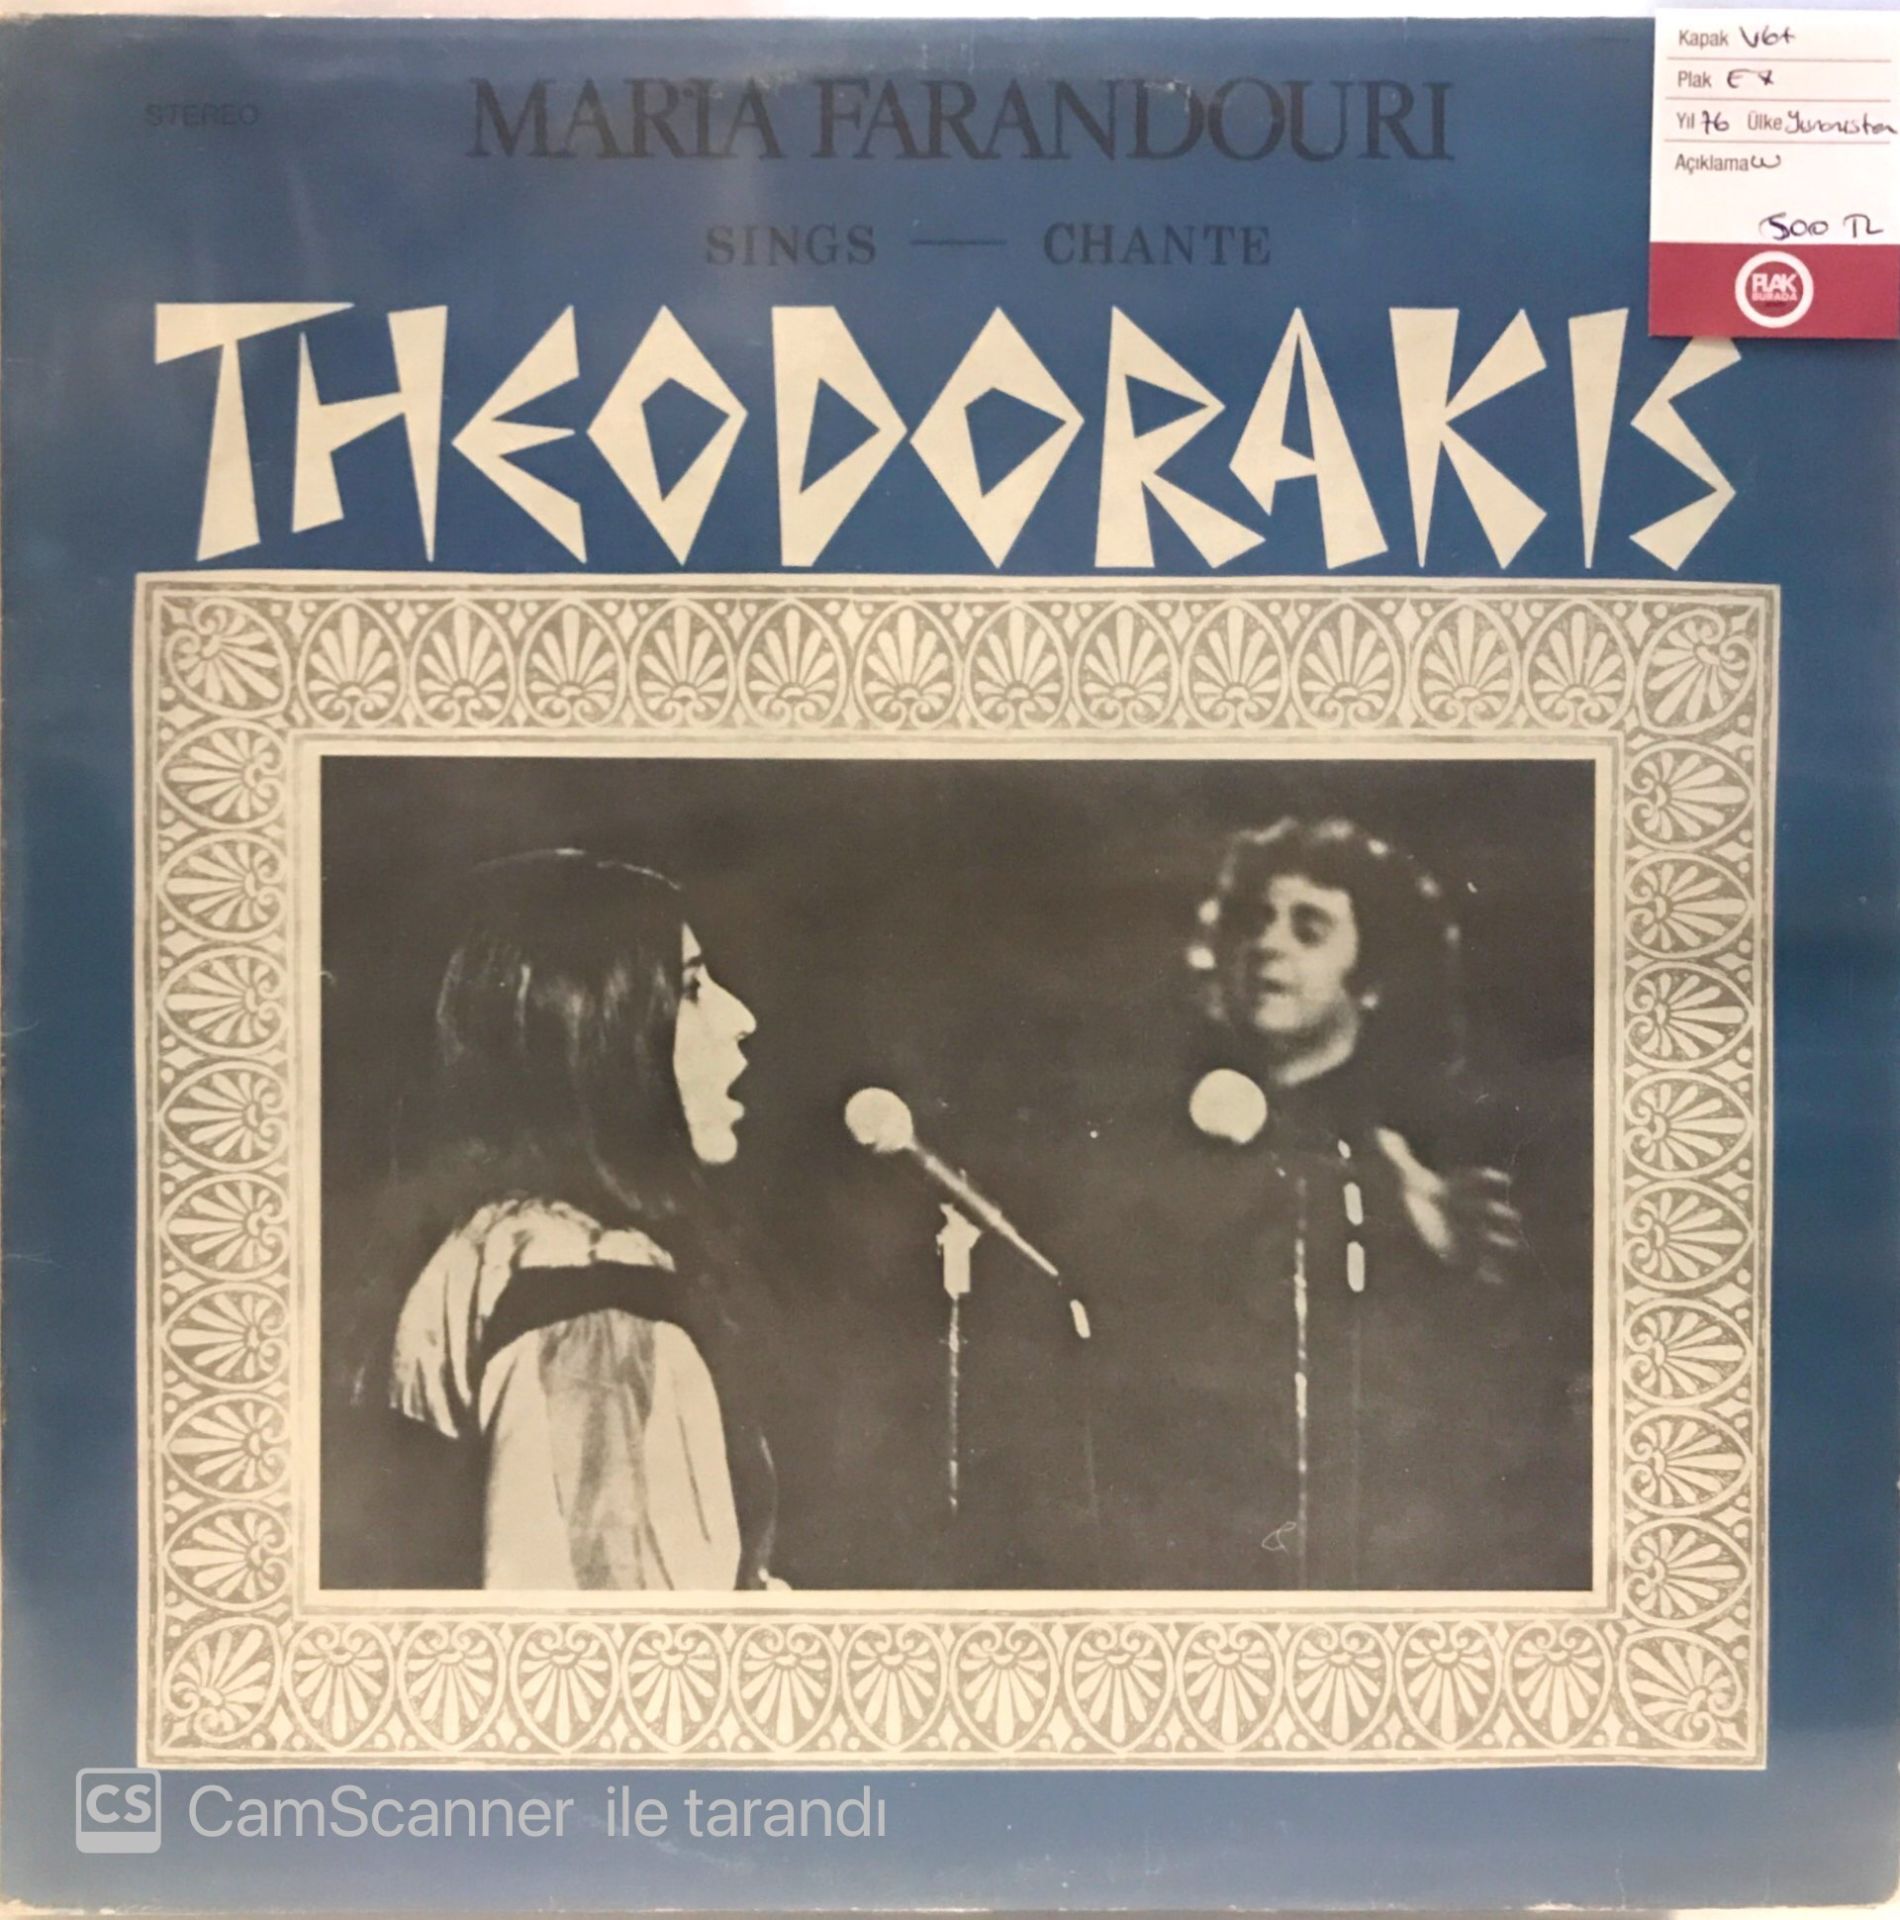 Kapak VG+
Plak EX
Yıl 76 Ülke Yunanistan
Açıklama
500 TL
PLAK
BURADA
STEREO
MARIA FARANDOURI
SINGS — CHANTE
THEODORAKIS
CS CamScanner ile tarandı